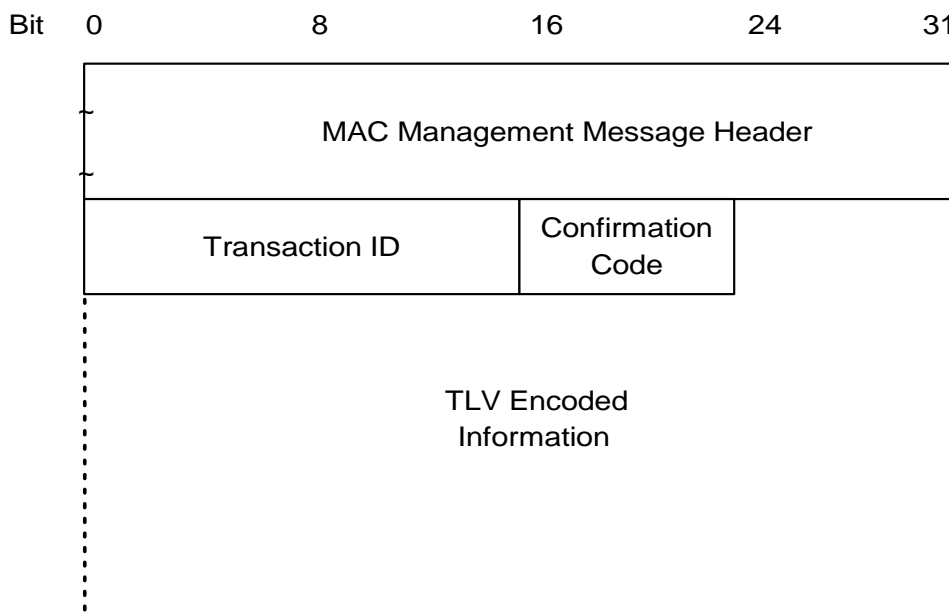 Bit 0 8 16 24 31
MAC Management Message Header
~
~
Transaction ID
Confirmation
Code
TLV Encoded
Information